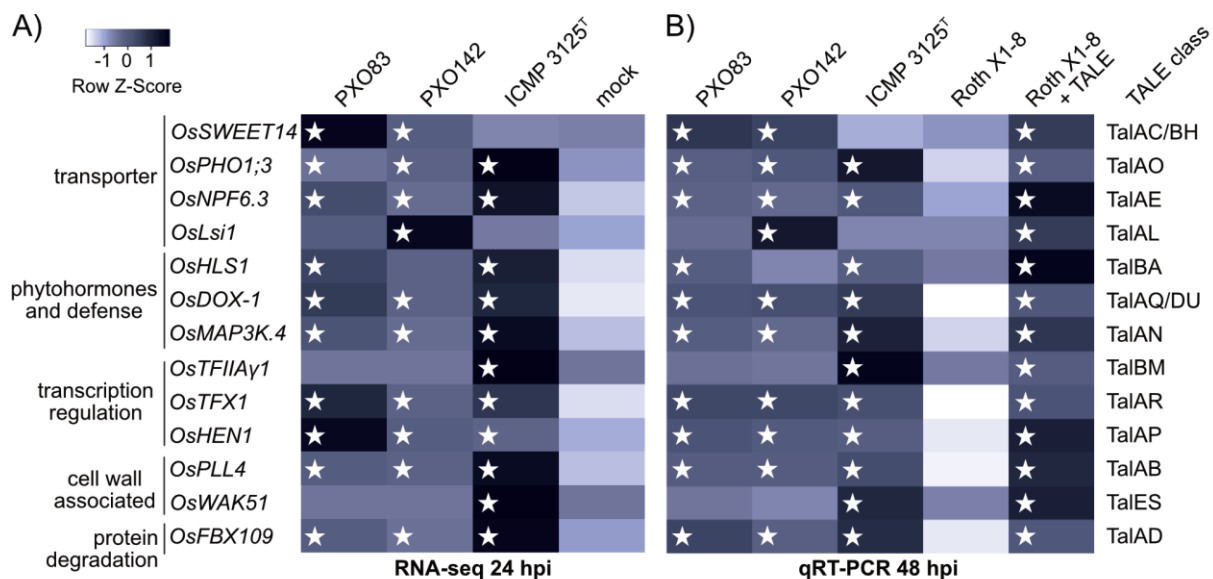 A)
-1 0 1
Row Z-Score
PXO83
PXO142
ICMP 3125ᵀ
mock
B)
PXO83
PXO142
ICMP 3125ᵀ
Roth X1-8
Roth X1-8
+ TALE
TALE class
transporter
OsSWEET14
TalAC/BH
OsPHO1;3
TalAO
OsNPF6.3
TalAE
OsLsi1
TalAL
phytohormones
and defense
OsHLS1
TalBA
OsDOX-1
TalAQ/DU
OsMAP3K.4
TalAN
transcription
regulation
OsTFIIAγ1
TalBM
OsTFX1
TalAR
OsHEN1
TalAP
cell wall
associated
OsPLL4
TalAB
OsWAK51
TalES
protein
degradation
OsFBX109
TalAD
RNA-seq 24 hpi
qRT-PCR 48 hpi